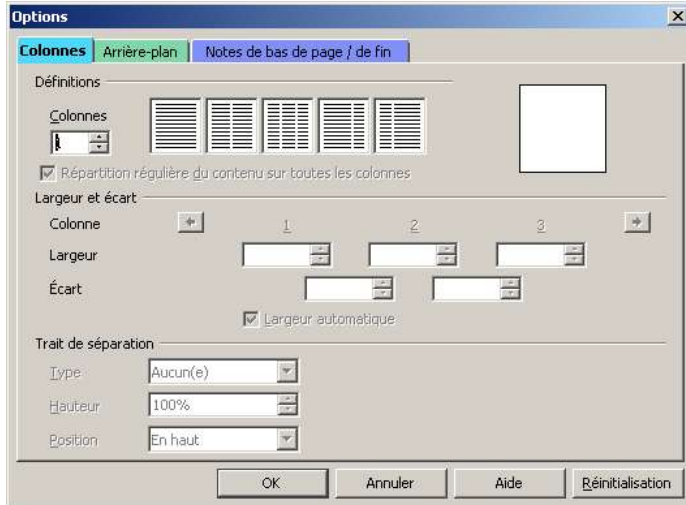 Options
Colonnes Arrière-plan Notes de bas de page / de fin
Définitions
Colonnes
Répartition régulière du contenu sur toutes les colonnes
Largeur et écart
Colonne 1 2 3
Largeur
Écart
Largeur automatique
Trait de séparation
Type Aucun(e)
Hauteur 100%
Position En haut
OK Annuler Aide Réinitialisation